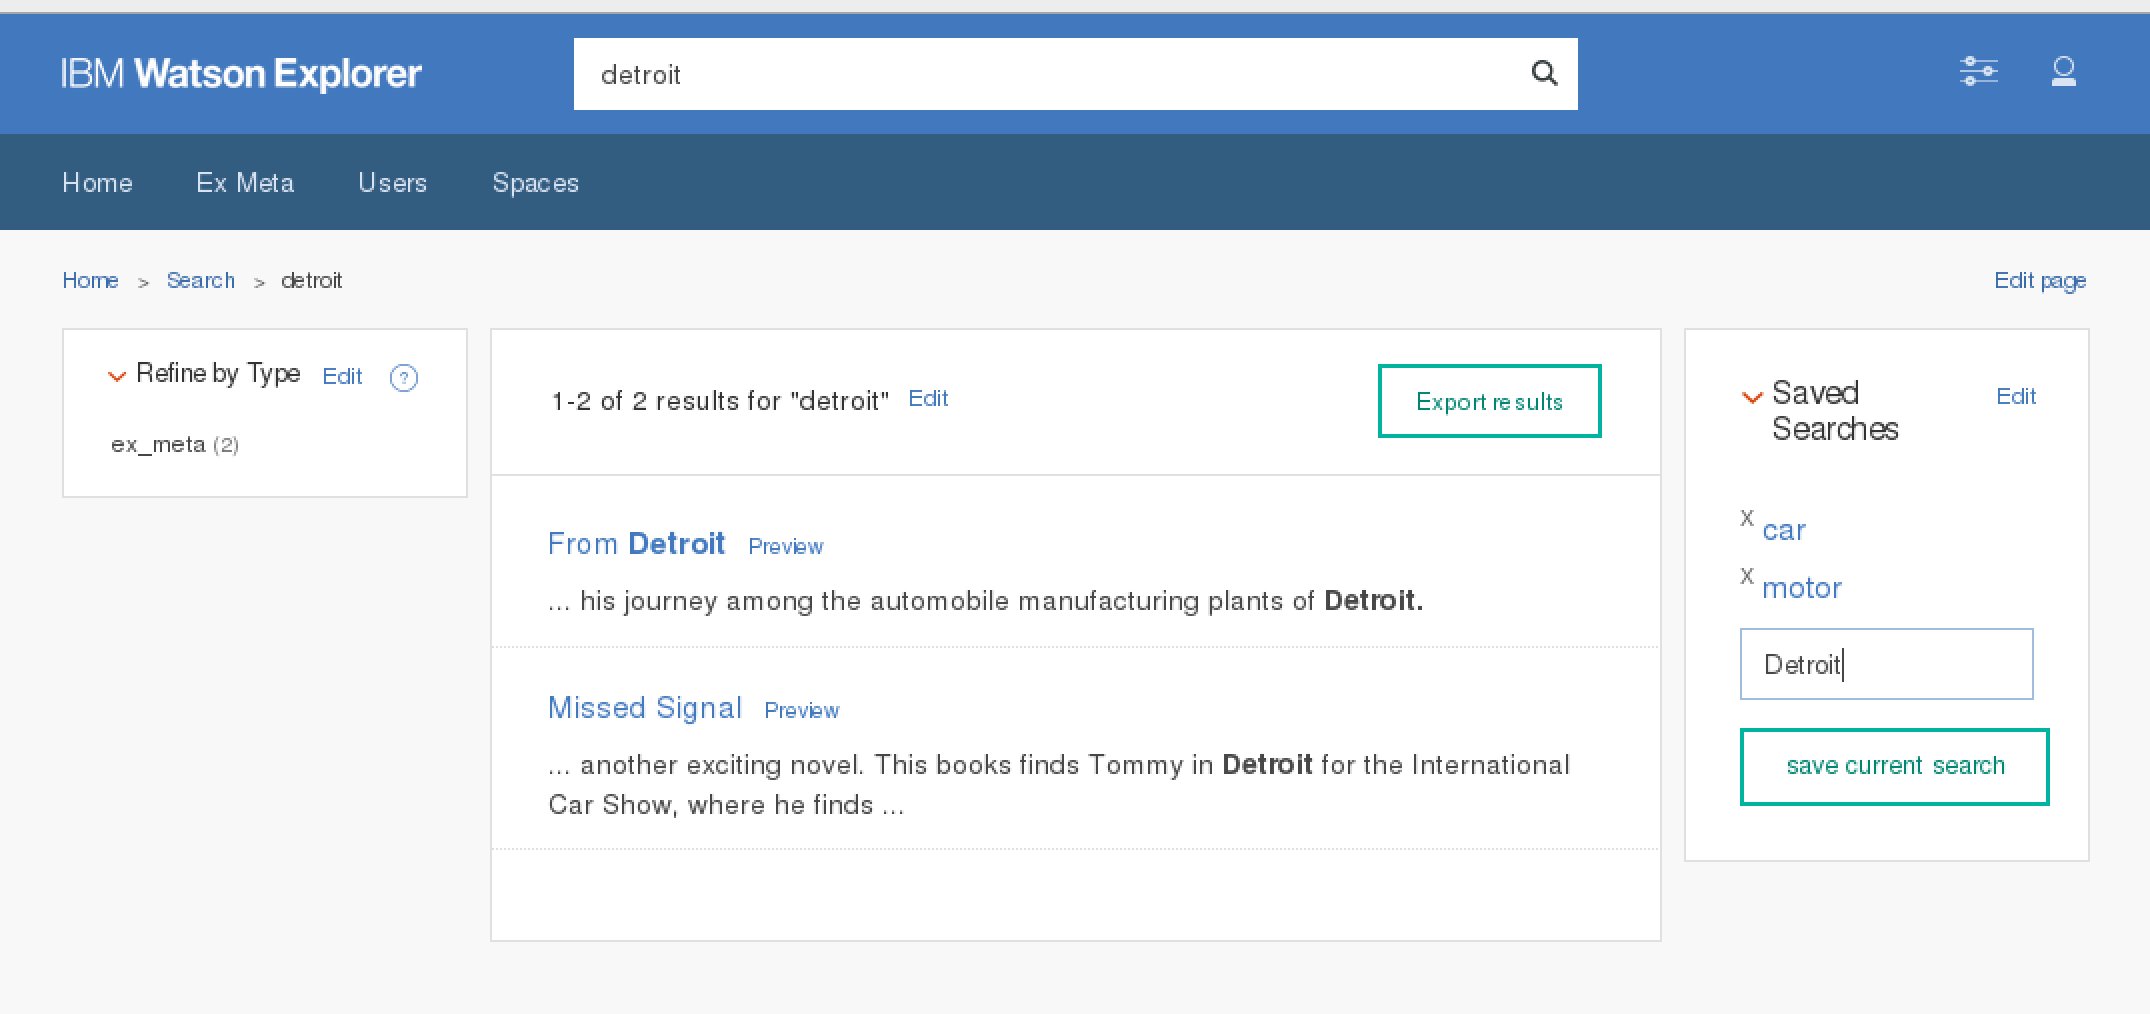 IBM Watson Explorer
detroit
Home Ex Meta Users Spaces
Home > Search > detroit
Edit page
Refine by Type Edit ?
ex_meta (2)
1-2 of 2 results for "detroit" Edit
Export results
From Detroit Preview
... his journey among the automobile manufacturing plants of Detroit.
Missed Signal Preview
... another exciting novel. This books finds Tommy in Detroit for the International
Car Show, where he finds ...
Saved
Searches
Edit
x car
x motor
Detroit
save current search